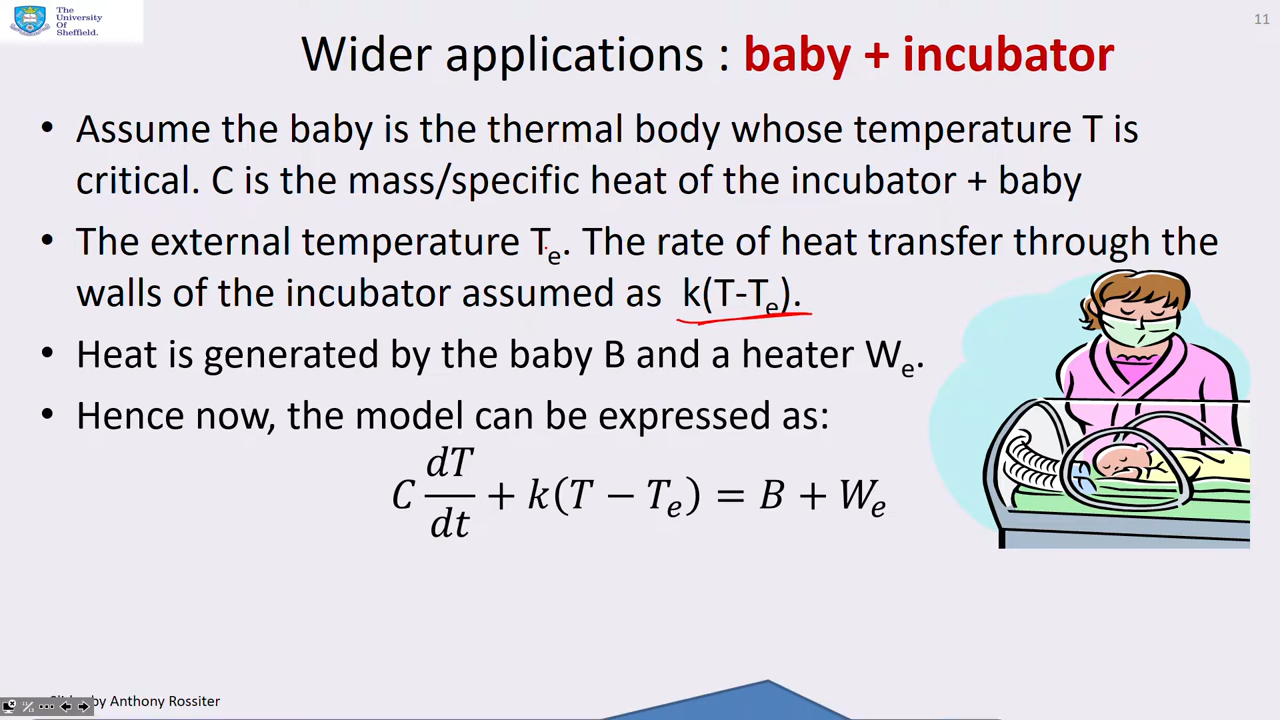 The
University
Of
Sheffield.
11
Wider applications : baby + incubator
• Assume the baby is the thermal body whose temperature T is
critical. C is the mass/specific heat of the incubator + baby
• The external temperature Tₑ. The rate of heat transfer through the
walls of the incubator assumed as k(T-Tₑ).
• Heat is generated by the baby B and a heater Wₑ.
• Hence now, the model can be expressed as:
C dT/dt + k(T − Tₑ) = B + Wₑ
by Anthony Rossiter